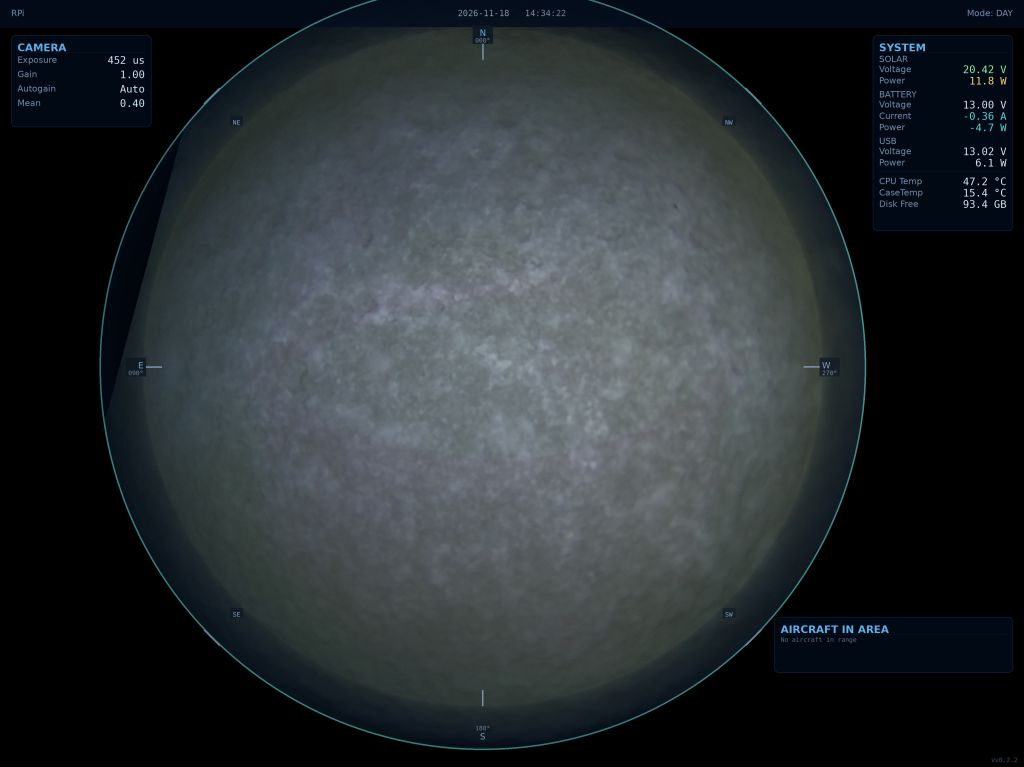 RPi
2026-11-18 14:34:22
Mode: DAY
CAMERA
Exposure 452 us
Gain 1.00
Autogain Auto
Mean 0.40
N
000°
NE
NW
E
090°
W
270°
SE
SW
180°
S
SYSTEM
SOLAR
Voltage 20.42 V
Power 11.8 W
BATTERY
Voltage 13.00 V
Current -0.36 A
Power -4.7 W
USB
Voltage 13.02 V
Power 6.1 W
CPU Temp 47.2 °C
CaseTemp 15.4 °C
Disk Free 93.4 GB
AIRCRAFT IN AREA
No aircraft in range
vv0.2.2